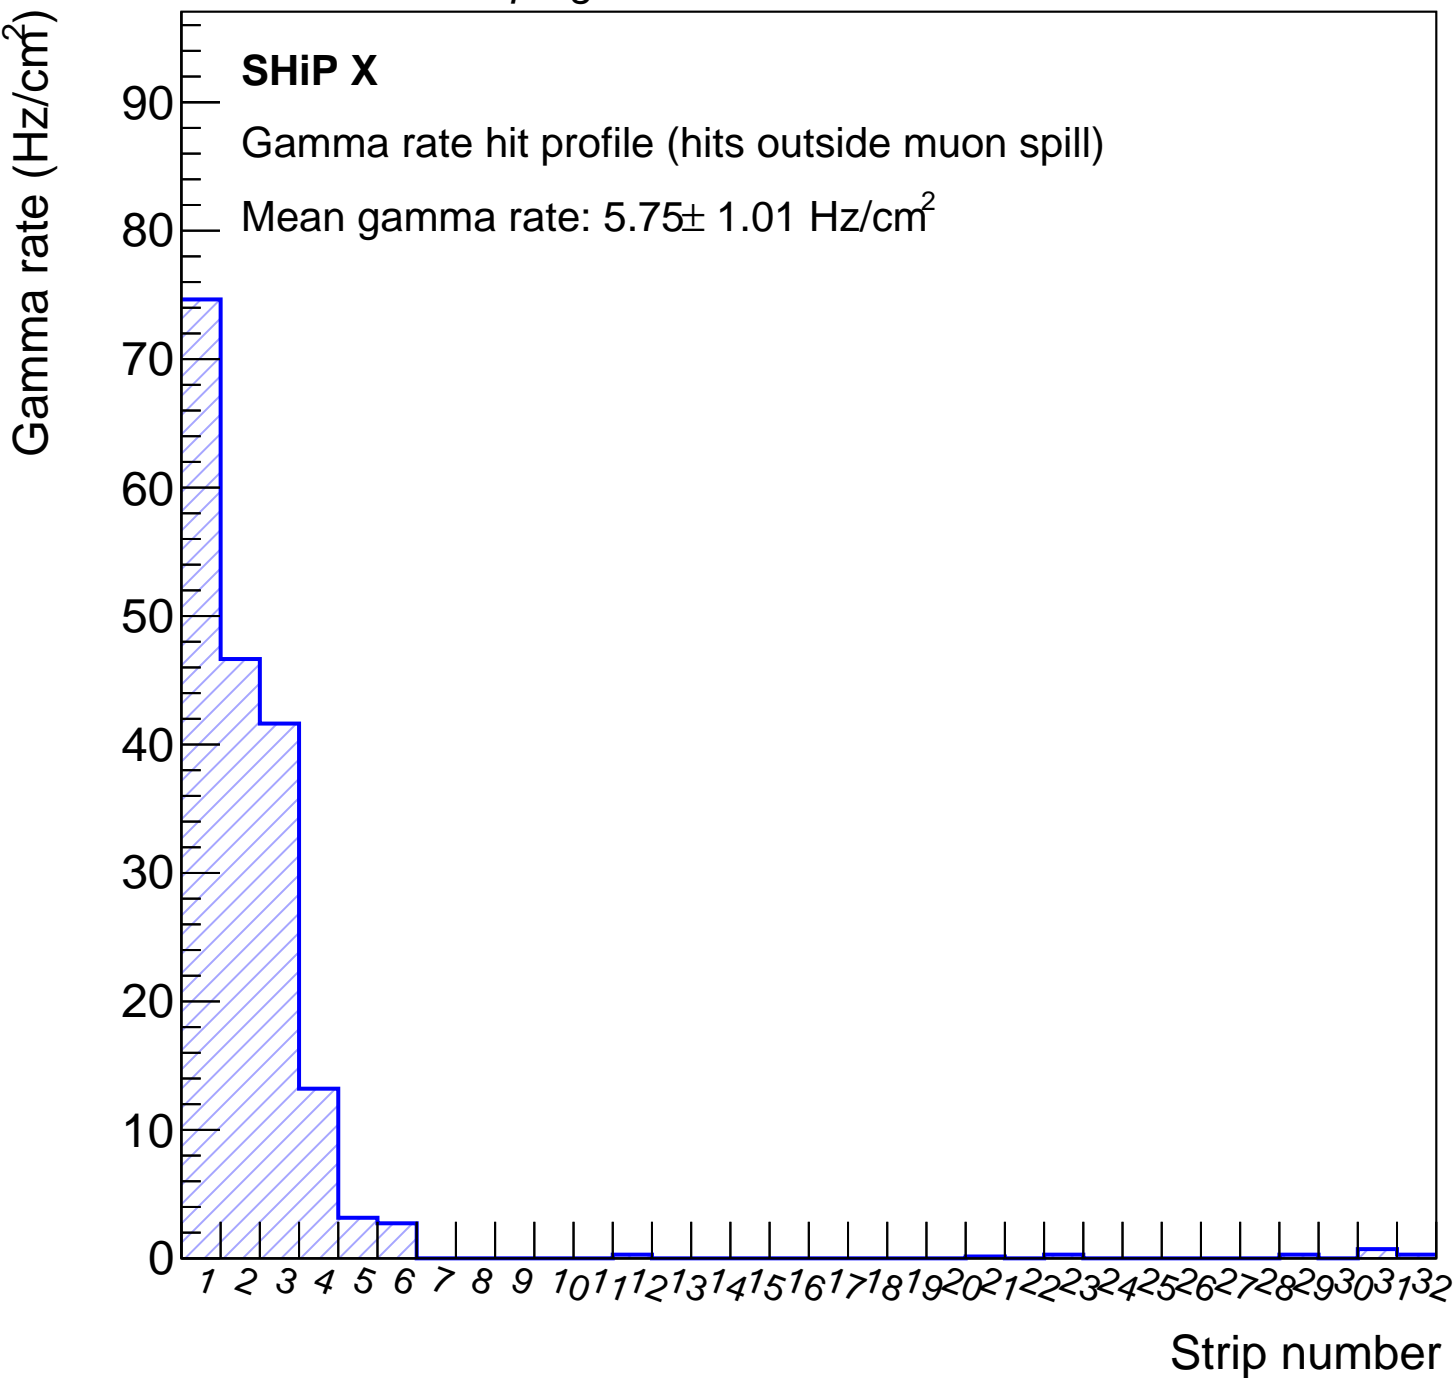 Gamma rate (Hz/cm²)
SHiP X
Gamma rate hit profile (hits outside muon spill)
Mean gamma rate: 5.75± 1.01 Hz/cm²
90
80
70
60
50
40
30
20
10
0
1 2 3 4 5 6 7 8 9 10 11 12 13 14 15 16 17 18 19 20 21 22 23 24 25 26 27 28 29 30 31 32
Strip number